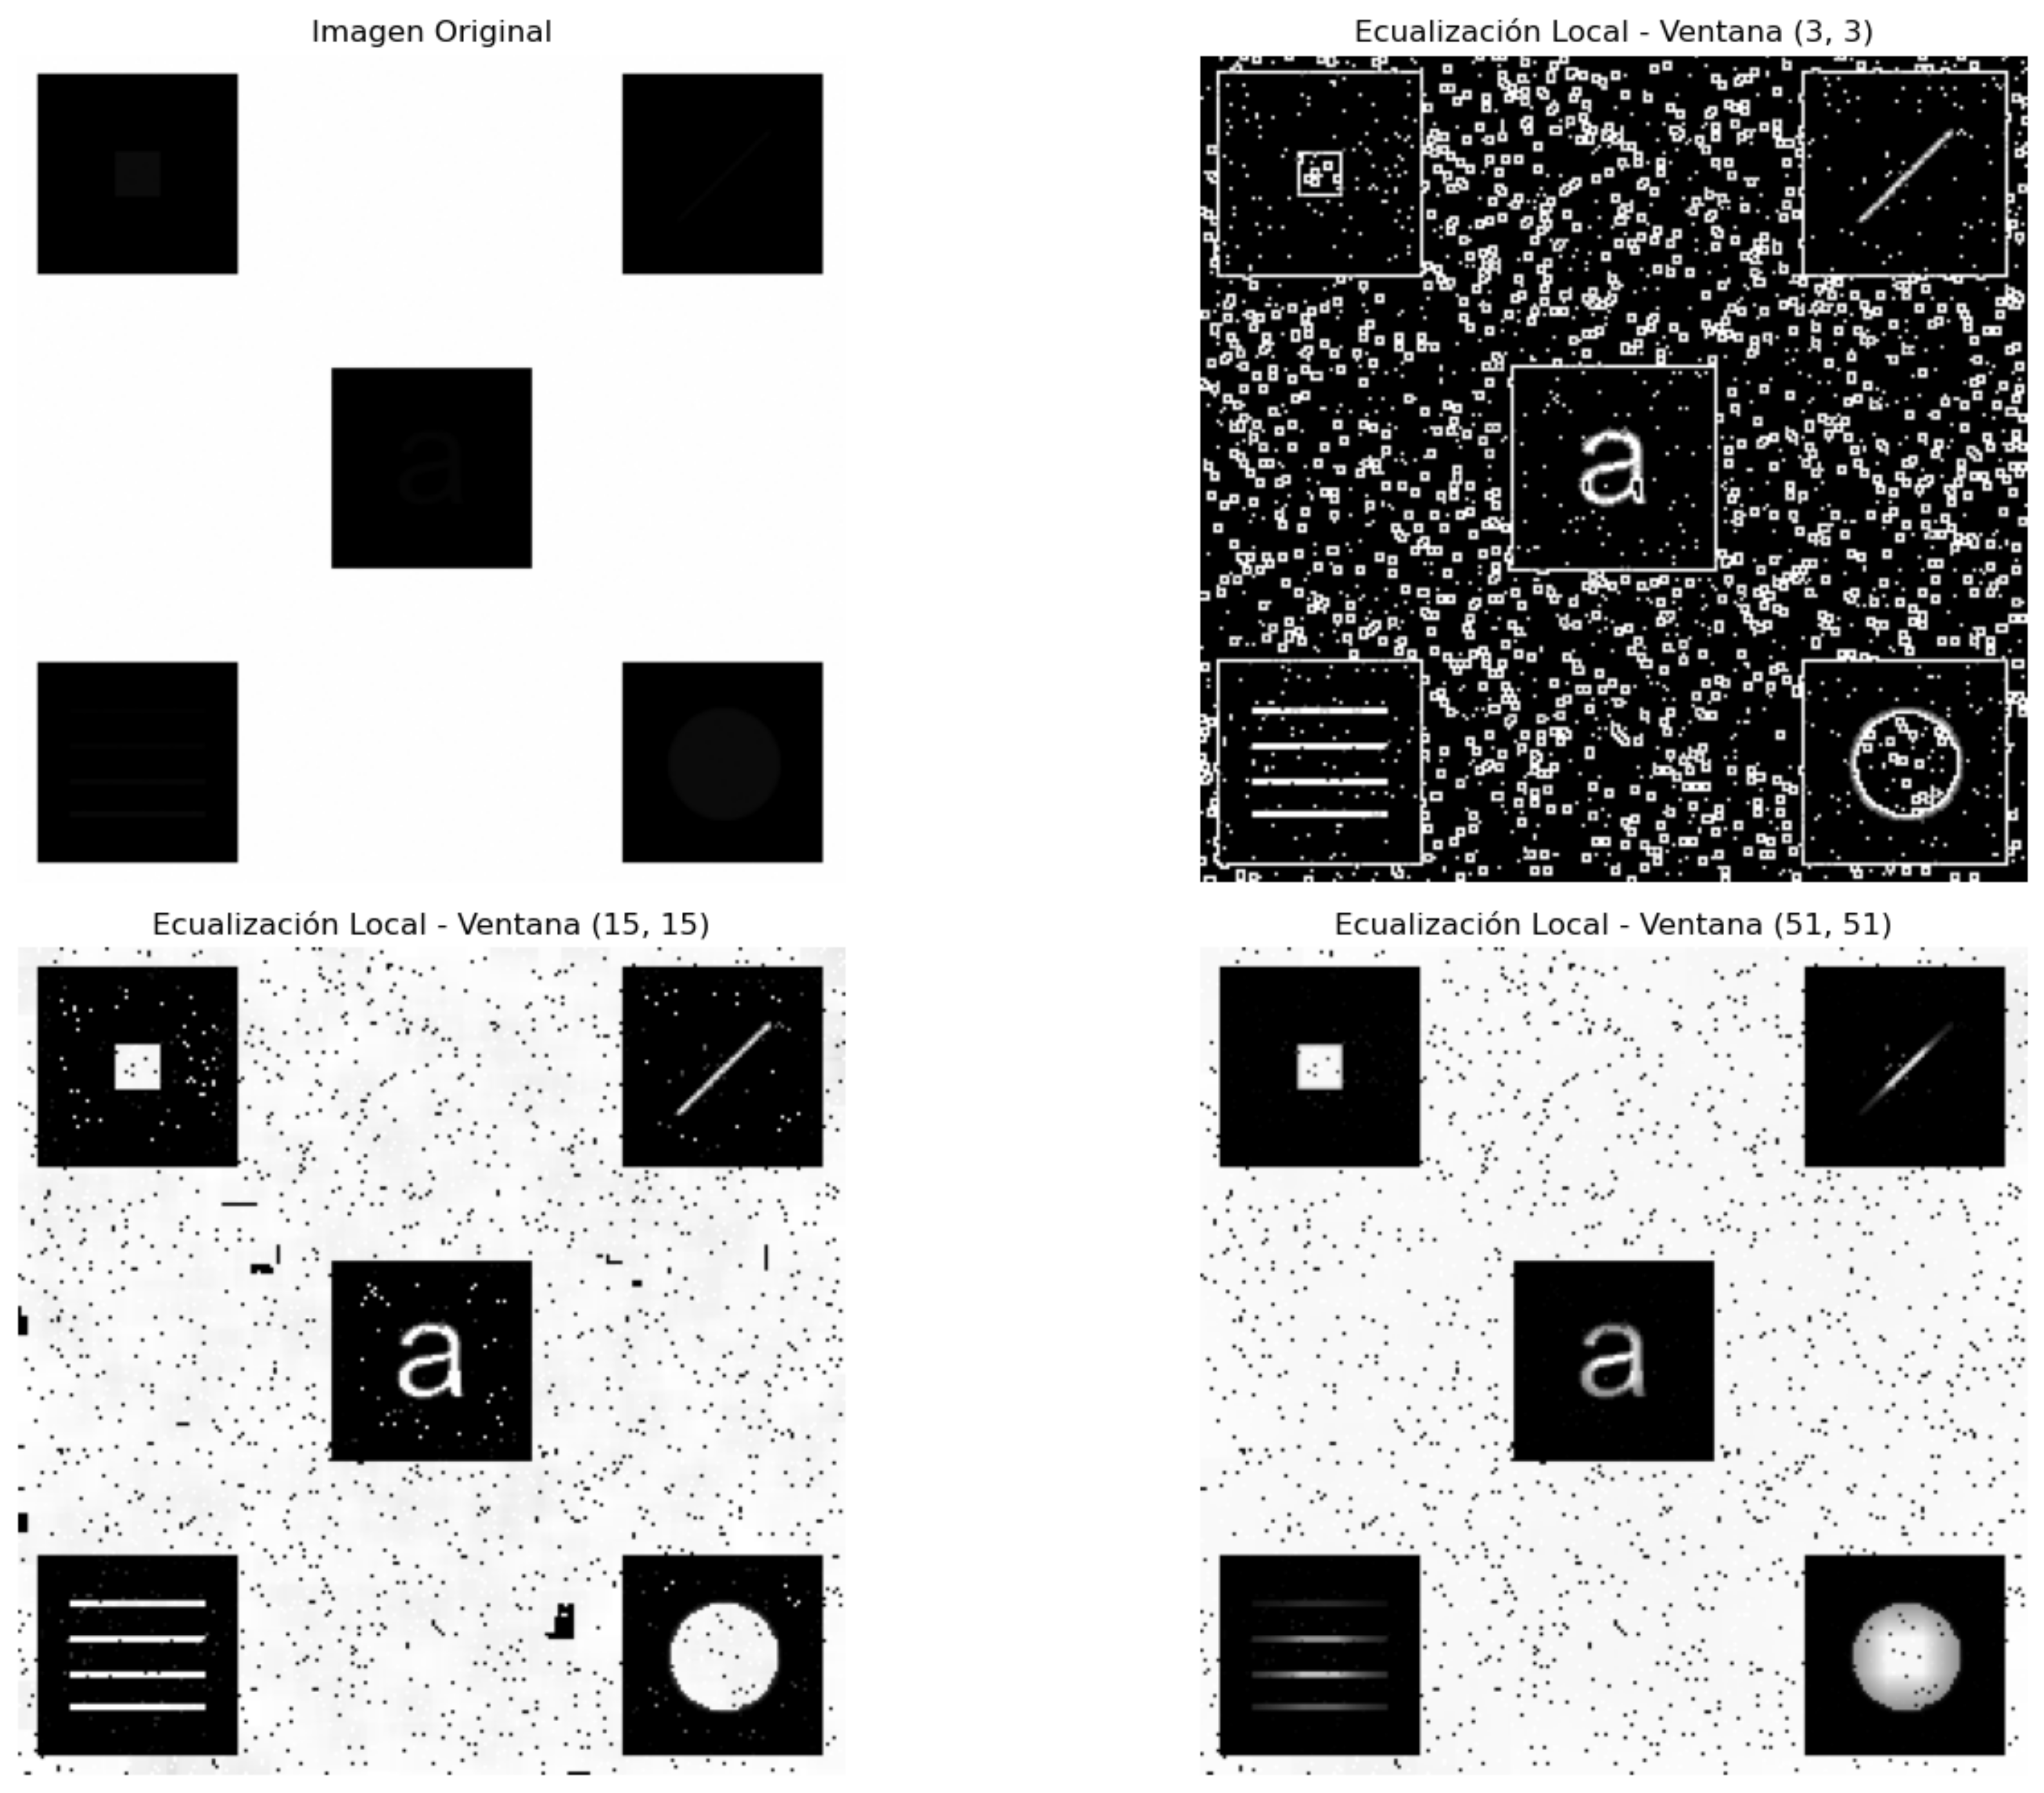 Imagen Original
Ecualización Local - Ventana (3, 3)
a
a
Ecualización Local - Ventana (15, 15)
Ecualización Local - Ventana (51, 51)
a
a